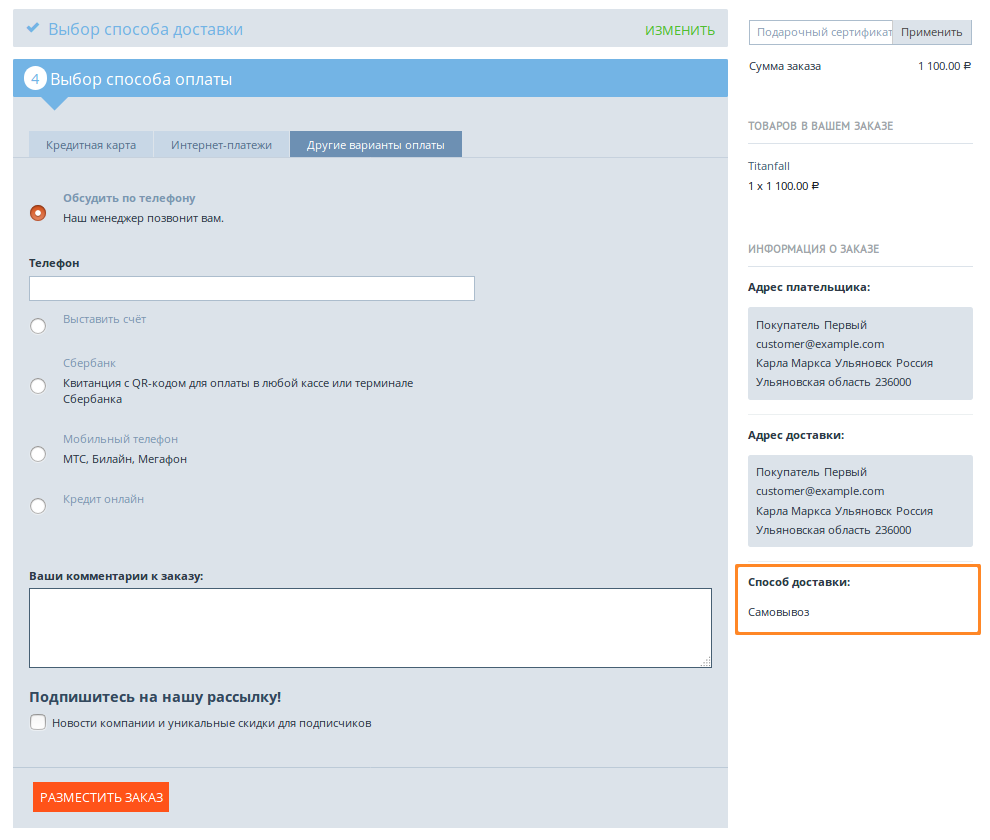 Выбор способа доставки
ИЗМЕНИТЬ
4 Выбор способа оплаты
Кредитная карта
Интернет-платежи
Другие варианты оплаты
Обсудить по телефону
Наш менеджер позвонит вам.
Телефон
Выставить счёт
Сбербанк
Квитанция с QR-кодом для оплаты в любой кассе или терминале
Сбербанка
Мобильный телефон
МТС, Билайн, Мегафон
Кредит онлайн
Ваши комментарии к заказу:
Подпишитесь на нашу рассылку!
Новости компании и уникальные скидки для подписчиков
РАЗМЕСТИТЬ ЗАКАЗ
Подарочный сертификат
Применить
Сумма заказа
1 100.00 ₽
ТОВАРОВ В ВАШЕМ ЗАКАЗЕ
Titanfall
1 x 1 100.00 ₽
ИНФОРМАЦИЯ О ЗАКАЗЕ
Адрес плательщика:
Покупатель Первый
customer@example.com
Карла Маркса Ульяновск Россия
Ульяновская область 236000
Адрес доставки:
Покупатель Первый
customer@example.com
Карла Маркса Ульяновск Россия
Ульяновская область 236000
Способ доставки:
Самовывоз